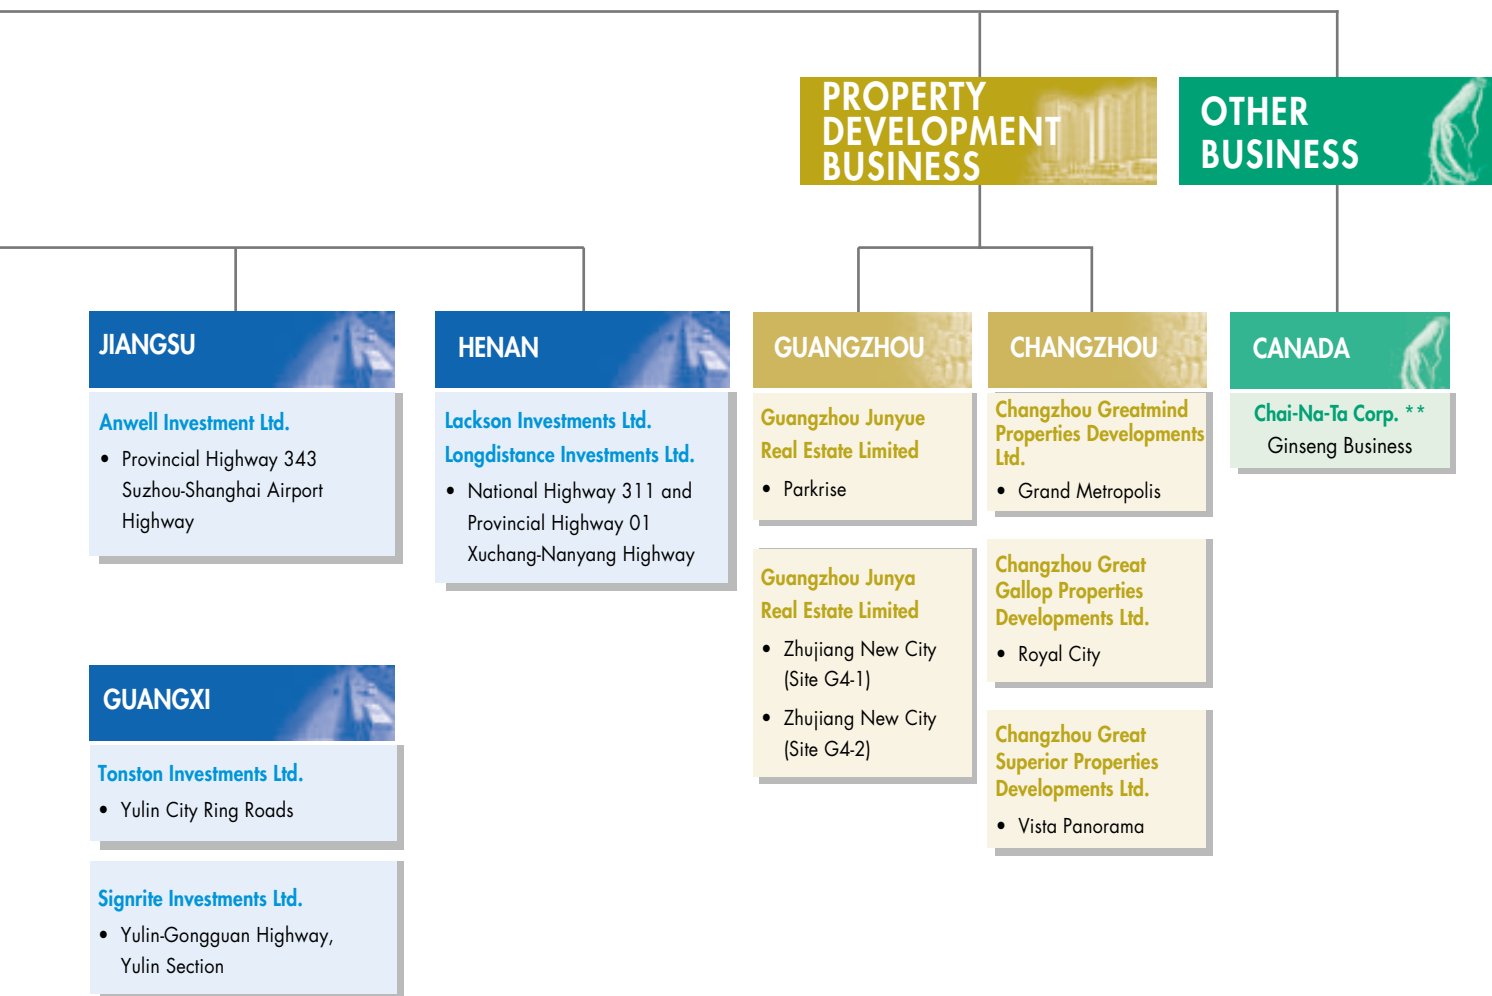 PROPERTY
DEVELOPMENT
BUSINESS
OTHER
BUSINESS
JIANGSU
Anwell Investment Ltd.
• Provincial Highway 343
Suzhou-Shanghai Airport
Highway
HENAN
Lackson Investments Ltd.
Longdistance Investments Ltd.
• National Highway 311 and
Provincial Highway 01
Xuchang-Nanyang Highway
GUANGZHOU
Guangzhou Junyue
Real Estate Limited
• Parkrise
Guangzhou Junya
Real Estate Limited
• Zhujiang New City
(Site G4-1)
• Zhujiang New City
(Site G4-2)
CHANGZHOU
Changzhou Greatmind
Properties Developments
Ltd.
• Grand Metropolis
Changzhou Great
Gallop Properties
Developments Ltd.
• Royal City
Changzhou Great
Superior Properties
Developments Ltd.
• Vista Panorama
CANADA
Chai-Na-Ta Corp. **
Ginseng Business
GUANGXI
Tonston Investments Ltd.
• Yulin City Ring Roads
Signrite Investments Ltd.
• Yulin-Gongguan Highway,
Yulin Section